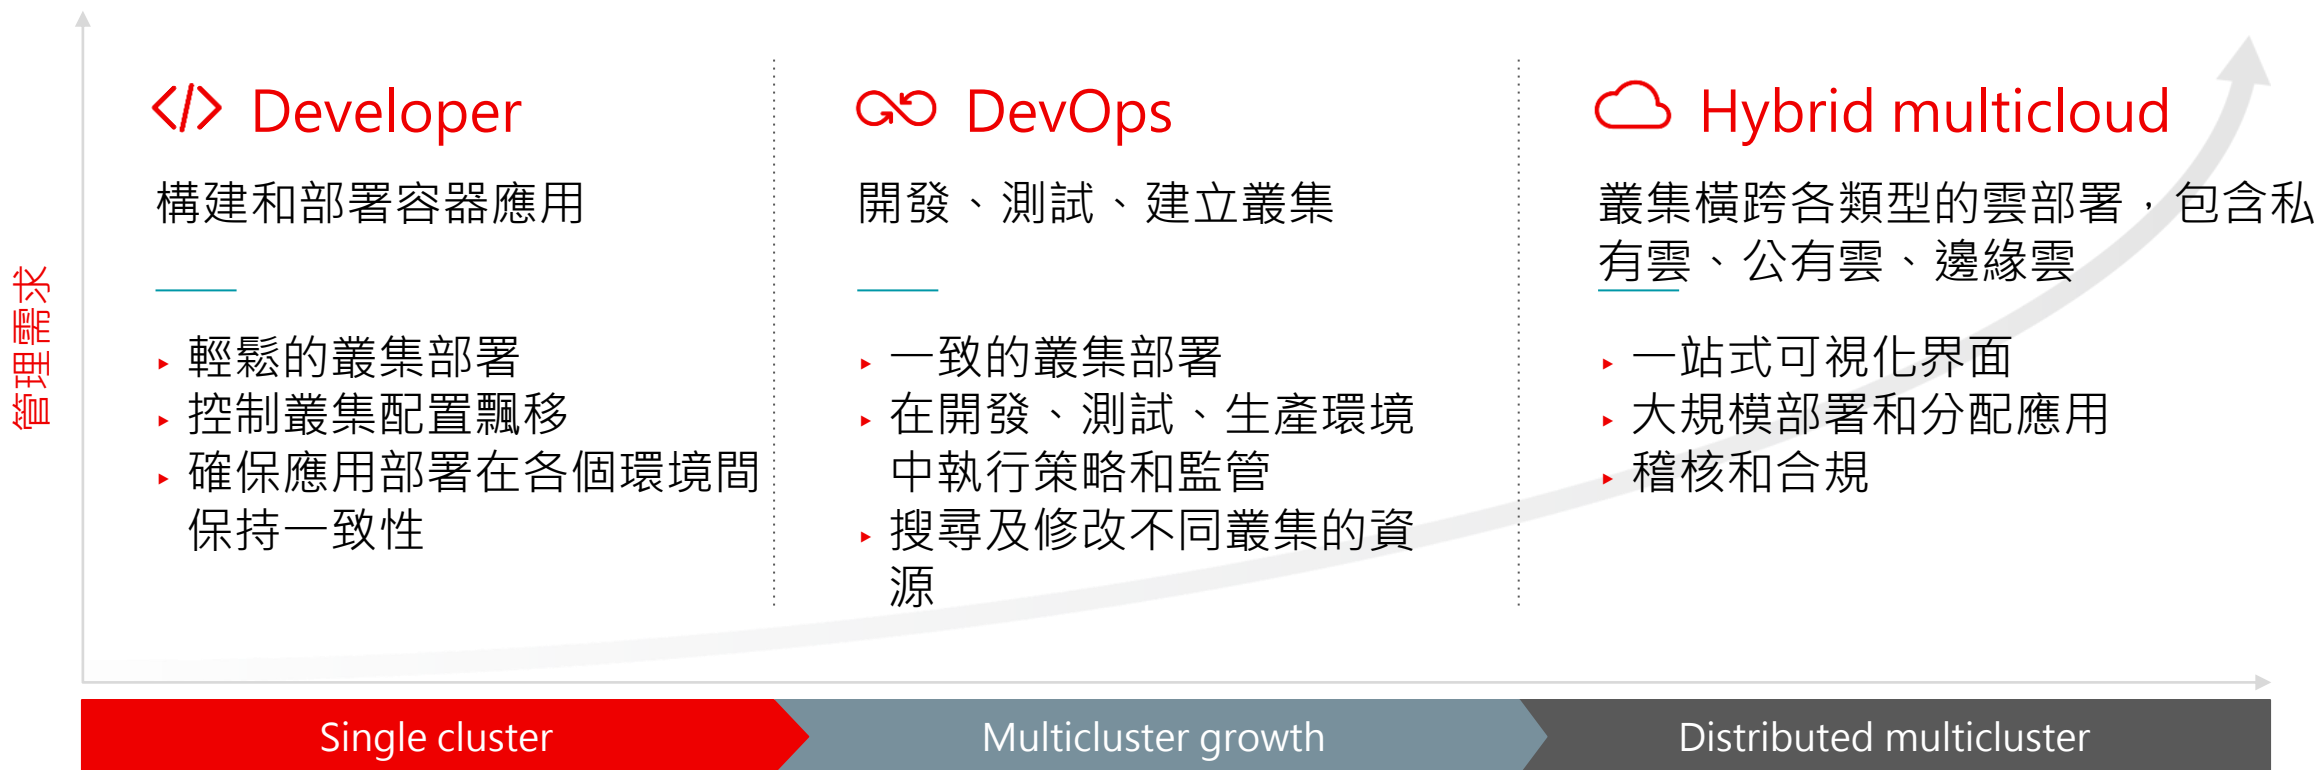 管理需求
Developer
構建和部署容器應用
輕鬆的叢集部署
控制叢集配置飄移
確保應用部署在各個環境間
保持一致性
DevOps
開發、測試、建立叢集
一致的叢集部署
在開發、測試、生產環境
中執行策略和監管
搜尋及修改不同叢集的資
源
Hybrid multicloud
叢集橫跨各類型的雲部署，包含私
有雲、公有雲、邊緣雲
一站式可視化界面
大規模部署和分配應用
稽核和合規
Single cluster
Multicluster growth
Distributed multicluster